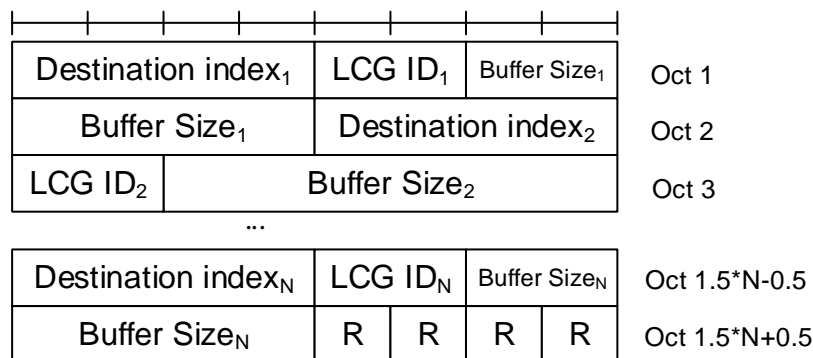 Destination index₁ LCG ID₁ Buffer Size₁ Oct 1
Buffer Size₁ Destination index₂ Oct 2
LCG ID₂ Buffer Size₂ Oct 3
...
Destination indexN LCG IDN Buffer SizeN Oct 1.5*N-0.5
Buffer SizeN R R R R Oct 1.5*N+0.5